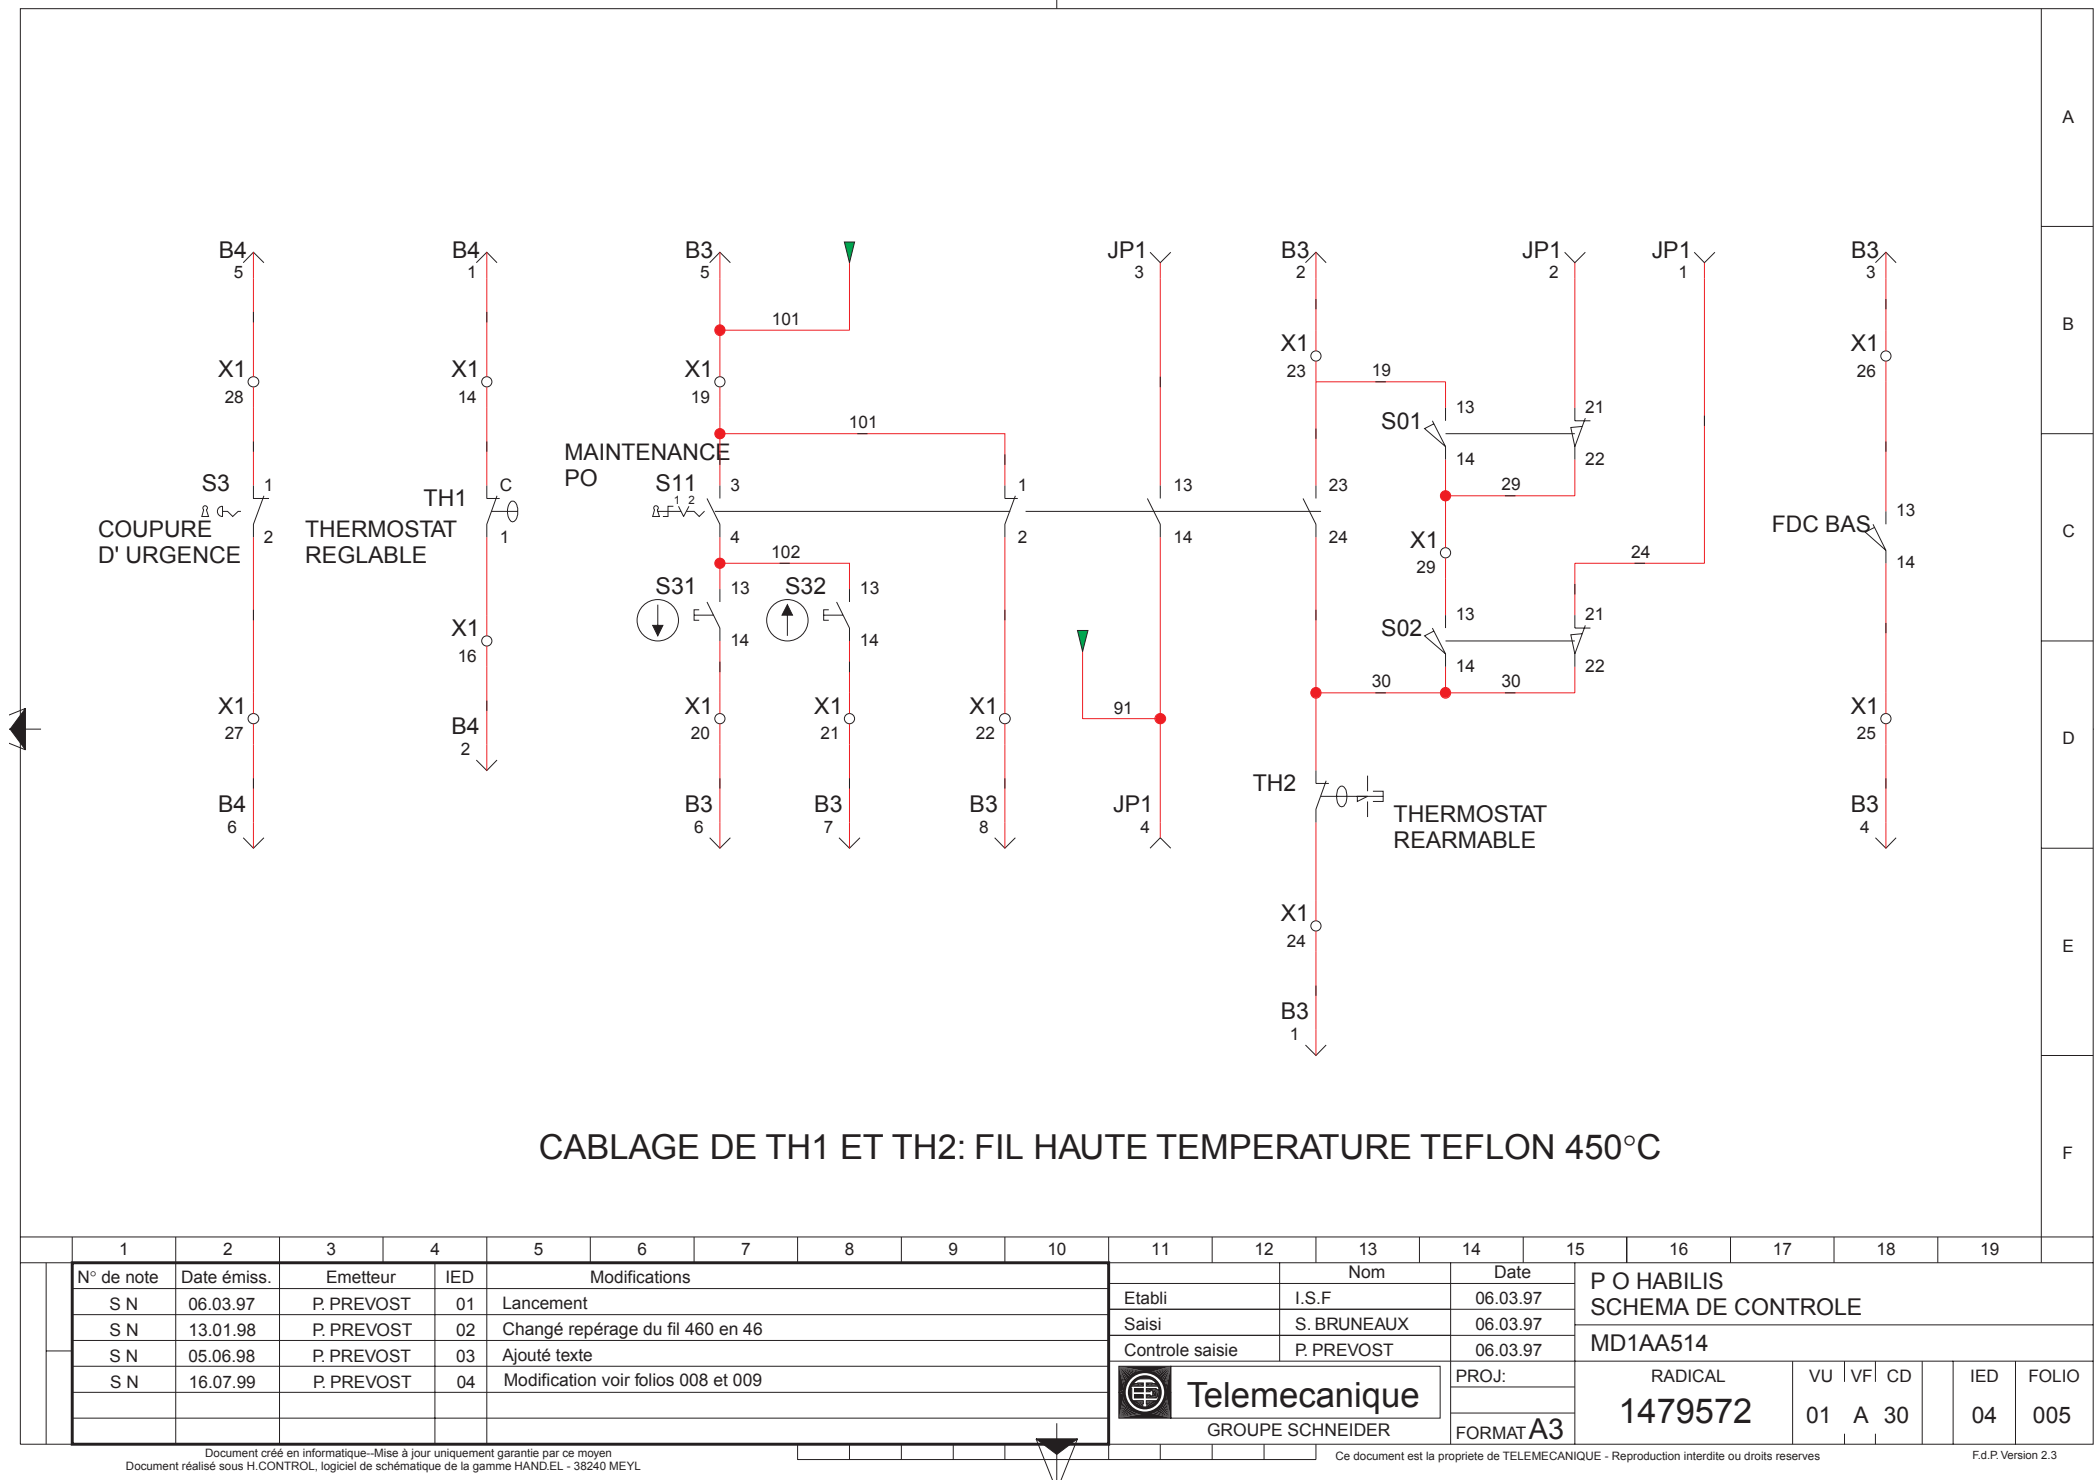 A
B
C
D
E
F
B4
5
X1
28
S3
1
2
COUPURE
D' URGENCE
X1
27
B4
6
B4
1
X1
14
TH1
C
1
THERMOSTAT
REGLABLE
X1
16
B4
2
B3
5
101
X1
19
101
MAINTENANCE
PO
S11
1 2
3
4
102
S31
13
14
S32
13
14
X1
20
B3
6
X1
21
B3
7
1
2
X1
22
B3
8
JP1
3
13
14
91
JP1
4
B3
2
X1
23
19
23
24
S01
13
14
21
22
29
X1
29
S02
13
14
21
22
30
30
JP1
2
JP1
1
24
TH2
THERMOSTAT
REARMABLE
X1
24
B3
1
B3
3
X1
26
FDC BAS
13
14
X1
25
B3
4
CABLAGE DE TH1 ET TH2: FIL HAUTE TEMPERATURE TEFLON 450°C
1 2 3 4 5 6 7 8 9 10 11 12 13 14 15 16 17 18 19
N° de note Date émiss. Emetteur IED Modifications
S N 06.03.97 P. PREVOST 01 Lancement
S N 13.01.98 P. PREVOST 02 Changé repérage du fil 460 en 46
S N 05.06.98 P. PREVOST 03 Ajouté texte
S N 16.07.99 P. PREVOST 04 Modification voir folios 008 et 009
Nom Date
Etabli I.S.F 06.03.97
Saisi S. BRUNEAUX 06.03.97
Controle saisie P. PREVOST 06.03.97
Telemecanique
GROUPE SCHNEIDER
PROJ:
FORMAT A3
P O HABILIS
SCHEMA DE CONTROLE
MD1AA514
RADICAL VU VF CD IED FOLIO
1479572 01 A 30 04 005
Document créé en informatique--Mise à jour uniquement garantie par ce moyen
Document réalisé sous H.CONTROL, logiciel de schématique de la gamme HAND.EL - 38240 MEYL
Ce document est la propriete de TELEMECANIQUE - Reproduction interdite ou droits reserves
F.d.P. Version 2.3